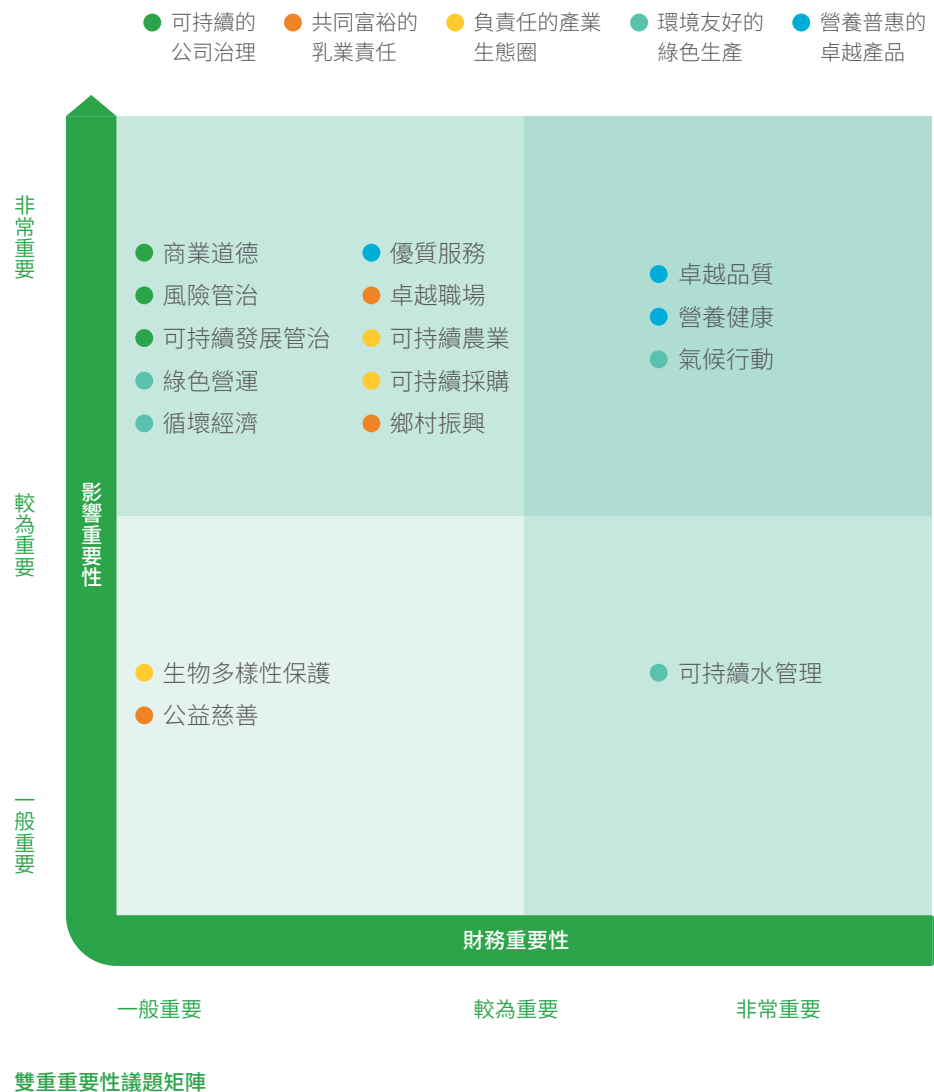 可持續的
公司治理
共同富裕的
乳業責任
負責任的產業
生態圈
環境友好的
綠色生產
營養普惠的
卓越產品
非常重要
較為重要
一般重要
影響重要性
商業道德
風險管治
可持續發展管治
綠色營運
循壞經濟
優質服務
卓越職場
可持續農業
可持續採購
鄉村振興
卓越品質
營養健康
氣候行動
生物多樣性保護
公益慈善
可持續水管理
財務重要性
一般重要
較為重要
非常重要
雙重重要性議題矩陣